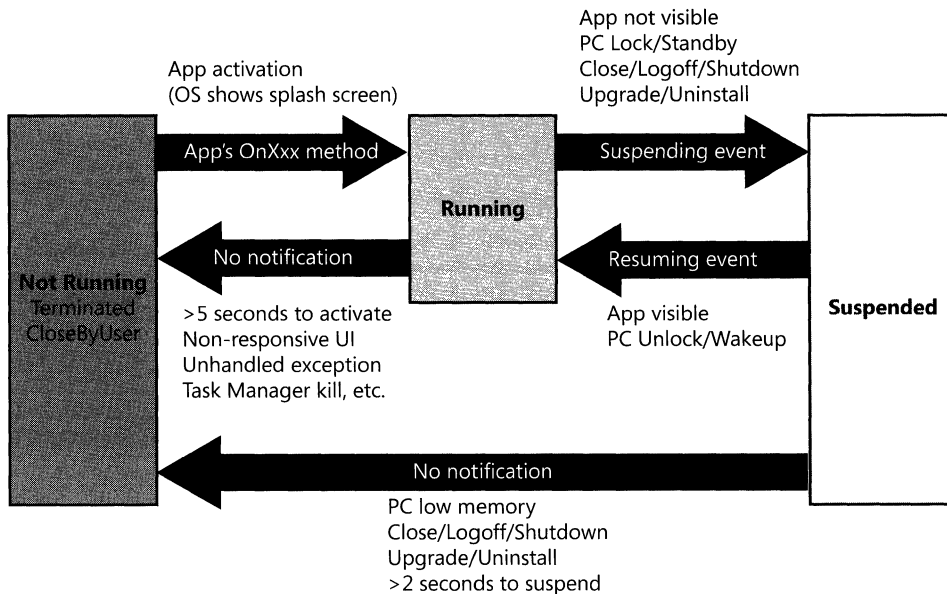 App not visible
PC Lock/Standby
Close/Logoff/Shutdown
Upgrade/Uninstall
App activation
(OS shows splash screen)
App's OnXxx method
Suspending event
Running
No notification
Resuming event
Not Running
Terminated
CloseByUser
Suspended
>5 seconds to activate
Non-responsive UI
Unhandled exception
Task Manager kill, etc.
App visible
PC Unlock/Wakeup
No notification
PC low memory
Close/Logoff/Shutdown
Upgrade/Uninstall
>2 seconds to suspend